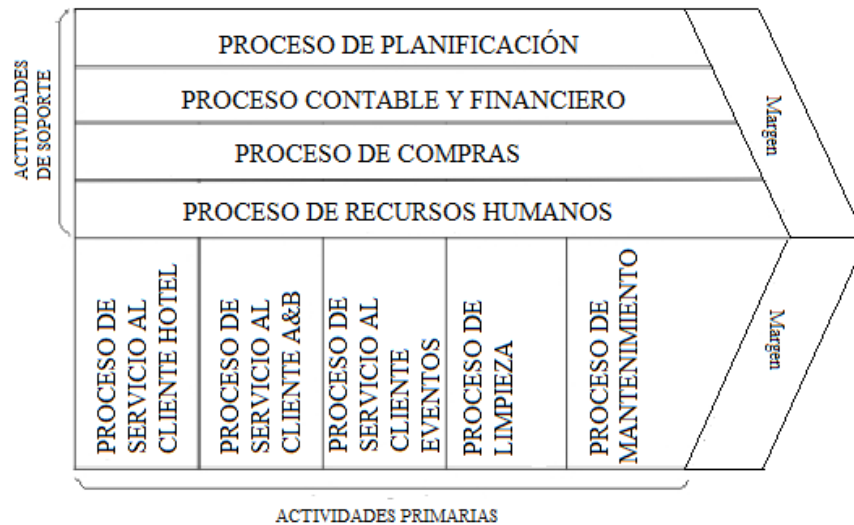 ACTIVIDADES
DE SOPORTE
PROCESO DE PLANIFICACIÓN
PROCESO CONTABLE Y FINANCIERO
PROCESO DE COMPRAS
PROCESO DE RECURSOS HUMANOS
Margen
PROCESO DE
SERVICIO AL
CLIENTE HOTEL
PROCESO DE
SERVICIO AL
CLIENTE A&B
PROCESO DE
SERVICIO AL
CLIENTE
EVENTOS
PROCESO DE
LIMPIEZA
PROCESO DE
MANTENIMIENTO
Margen
ACTIVIDADES PRIMARIAS